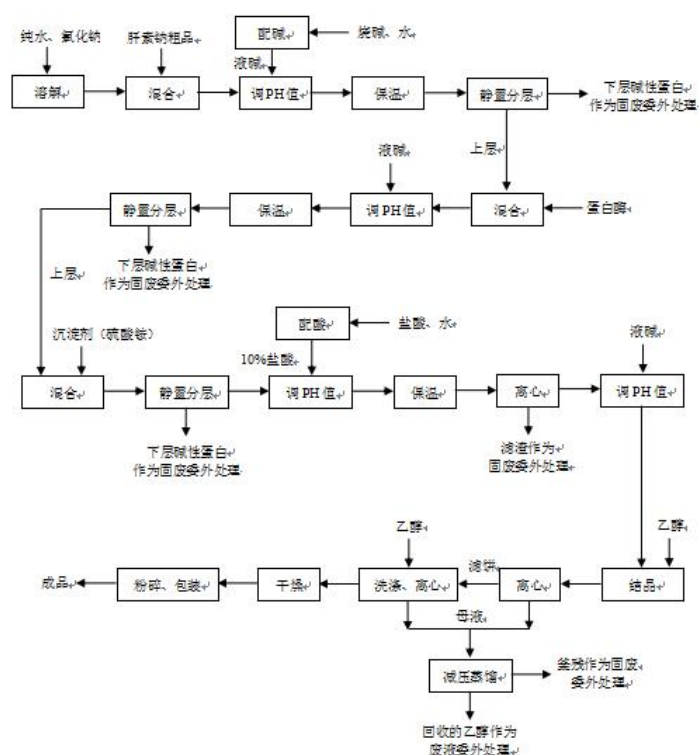 纯水、氯化钠
肝素钠粗品
配碱
烧碱、水
液碱
溶解
混合
调PH值
保温
静置分层
下层碱性蛋白
作为固废委外处理
上层
液碱
静置分层
保温
调PH值
混合
蛋白酶
下层碱性蛋白
作为固废委外处理
上层
沉淀剂（硫酸铵）
配酸
盐酸、水
液碱
10%盐酸
混合
静置分层
调PH值
保温
离心
调PH值
下层碱性蛋白
作为固废委外处理
滤渣作为
固废委外处理
乙醇
乙醇
成品
粉碎、包装
干燥
洗涤、离心
滤饼
离心
结晶
母液
减压蒸馏
釜残作为固废
委外处理
回收的乙醇作为
废液委外处理